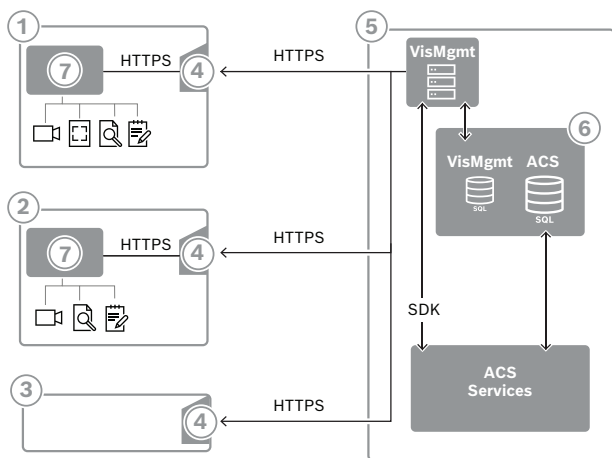 1
5
HTTPS
HTTPS
VisMgmt
7
4
6
VisMgmt ACS
SQL
SQL
2
HTTPS
HTTPS
7
4
SDK
3
HTTPS
4
ACS
Services